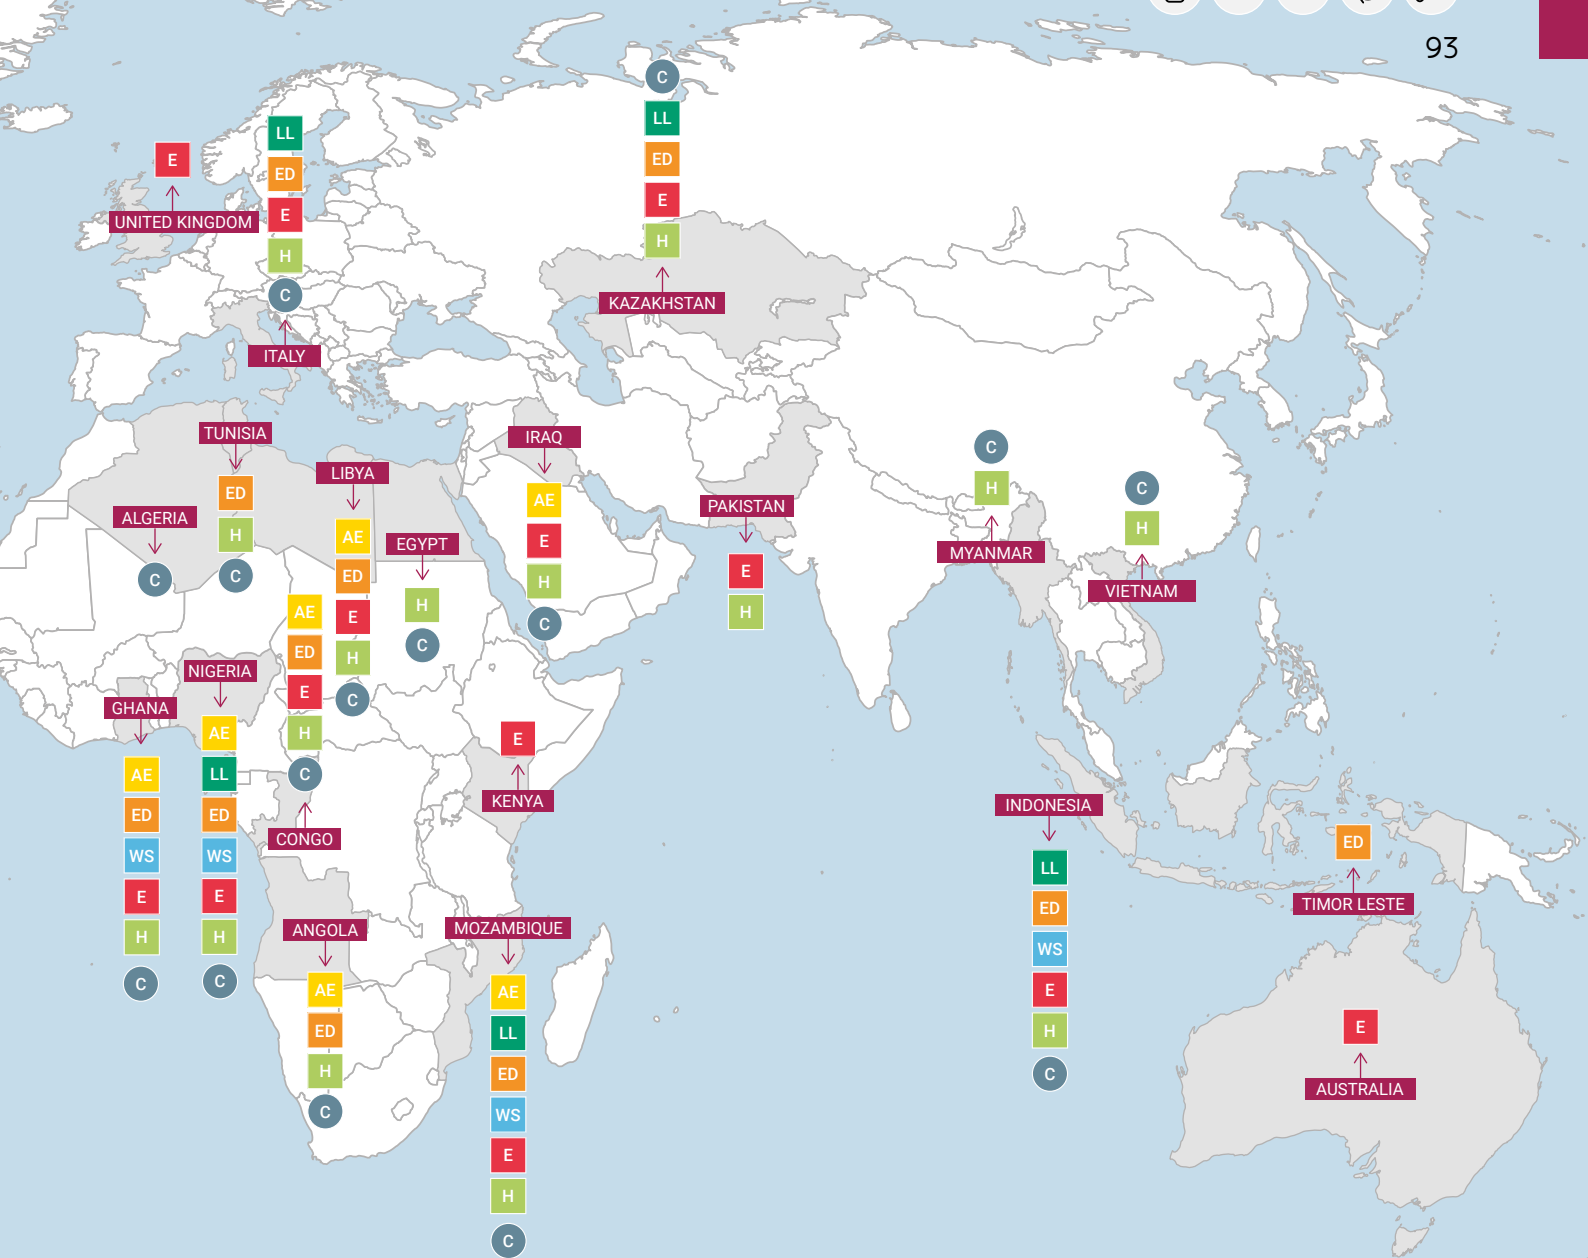 93
C
LL
ED
E
H
KAZAKHSTAN
E
UNITED KINGDOM
LL
ED
E
H
C
ITALY
TUNISIA
ED
H
C
ALGERIA
C
LIBYA
AE
ED
E
H
C
EGYPT
H
C
IRAQ
AE
E
H
C
PAKISTAN
E
H
C
H
MYANMAR
C
H
VIETNAM
GHANA
AE
ED
WS
E
H
C
NIGERIA
AE
LL
ED
WS
E
H
C
AE
ED
E
H
C
CONGO
E
KENYA
ANGOLA
AE
ED
H
C
MOZAMBIQUE
AE
LL
ED
WS
E
H
C
INDONESIA
LL
ED
WS
E
H
C
ED
TIMOR LESTE
E
AUSTRALIA